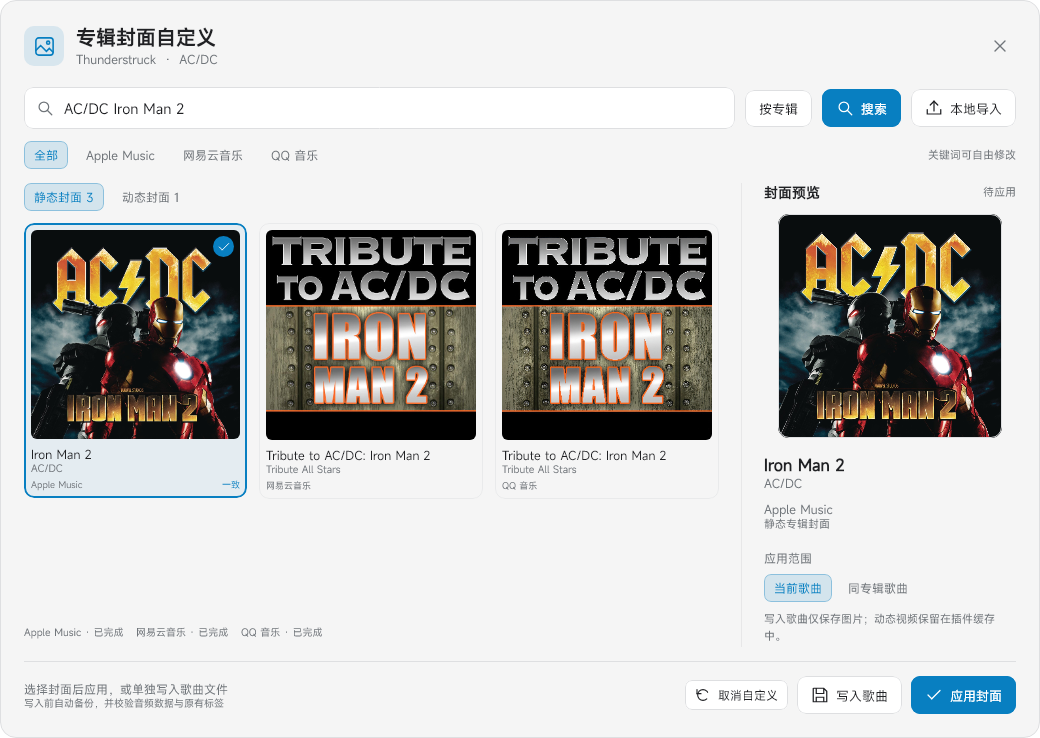 专辑封面自定义
Thunderstruck · AC/DC
AC/DC Iron Man 2
按专辑
搜索
本地导入
全部
Apple Music
网易云音乐
QQ 音乐
关键词可自由修改
静态封面 3
动态封面 1
封面预览
待应用
AC DC
IRON MAN 2
Iron Man 2
AC/DC
Apple Music
一致
TRIBUTE
TO AC/DC
IRON
MAN 2
Tribute to AC/DC: Iron Man 2
Tribute All Stars
网易云音乐
TRIBUTE
TO AC/DC
IRON
MAN 2
Tribute to AC/DC: Iron Man 2
Tribute All Stars
QQ 音乐
AC DC
IRON MAN 2
Iron Man 2
AC/DC
Apple Music
静态专辑封面
应用范围
当前歌曲
同专辑歌曲
写入歌曲仅保存图片；动态视频保留在插件缓存
中。
Apple Music · 已完成 网易云音乐 · 已完成 QQ 音乐 · 已完成
选择封面后应用，或单独写入歌曲文件
写入前自动备份，并校验音频数据与原有标签
取消自定义
写入歌曲
应用封面